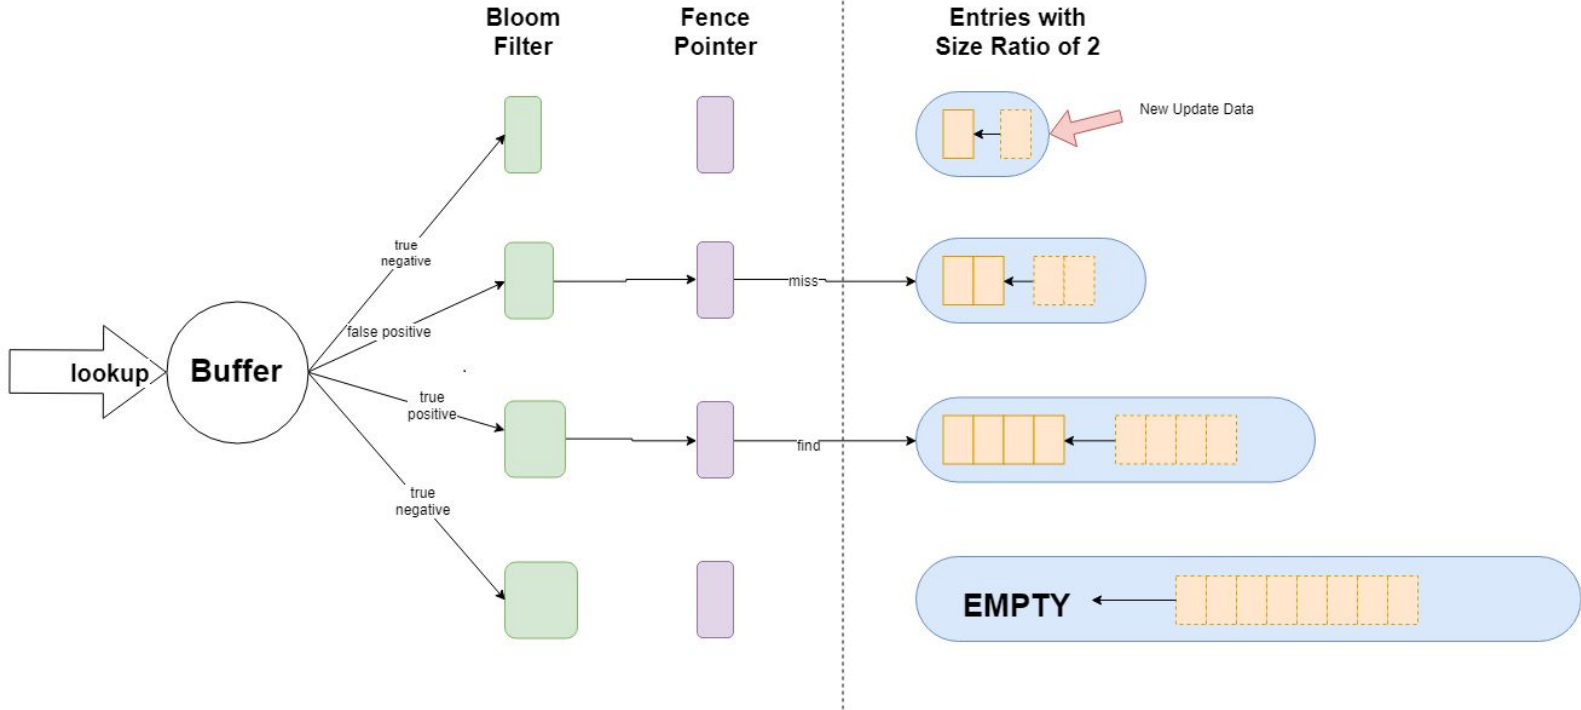 Bloom
Filter
Fence
Pointer
Entries with
Size Ratio of 2
New Update Data
true
negative
miss
false positive
lookup
Buffer
true
positive
find
true
negative
EMPTY